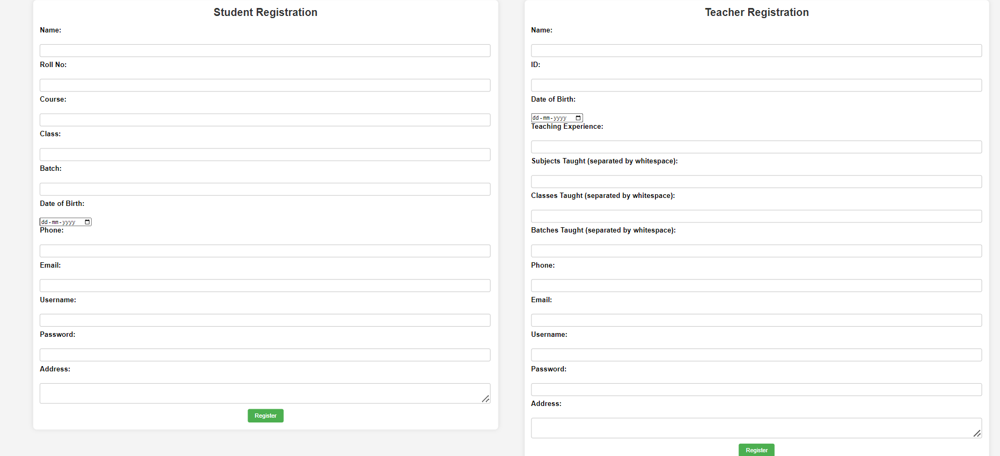 Student Registration
Name:
Roll No:
Course:
Class:
Batch:
Date of Birth:
dd-mm-yyyy
Phone:
Email:
Username:
Password:
Address:
Register
Teacher Registration
Name:
ID:
Date of Birth:
dd-mm-yyyy
Teaching Experience:
Subjects Taught (separated by whitespace):
Classes Taught (separated by whitespace):
Batches Taught (separated by whitespace):
Phone:
Email:
Username:
Password:
Address:
Register